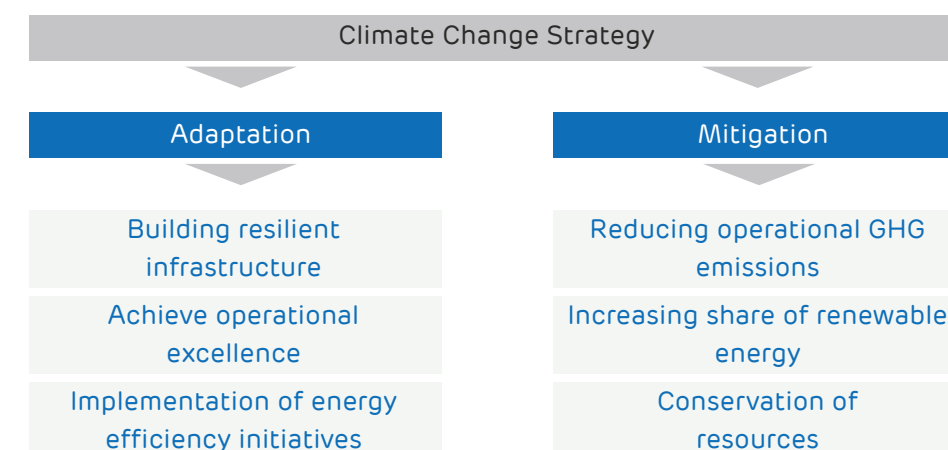 Climate Change Strategy
Adaptation
Building resilient
infrastructure
Achieve operational
excellence
Implementation of energy
efficiency initiatives
Mitigation
Reducing operational GHG
emissions
Increasing share of renewable
energy
Conservation of
resources